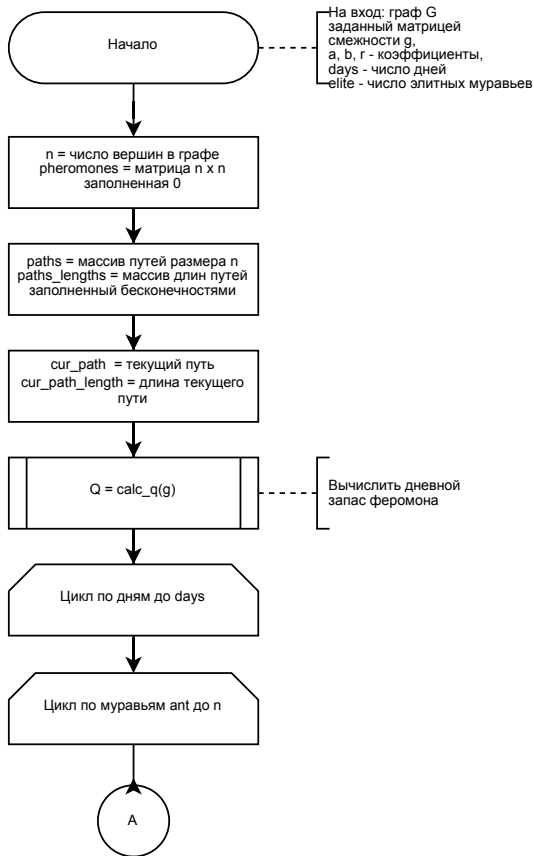 Начало
На вход: граф G
заданный матрицей
смежности g,
a, b, r - коэффициенты,
days - число дней
elite - число элитных муравьев
n = число вершин в графе
pheromones = матрица n x n
заполненная 0
paths = массив путей размера n
paths_lengths = массив длин путей
заполненный бесконечностями
cur_path = текущий путь
cur_path_length = длина текущего
пути
Q = calc_q(g)
Вычислить дневной
запас феромона
Цикл по дням до days
Цикл по муравьям ant до n
A